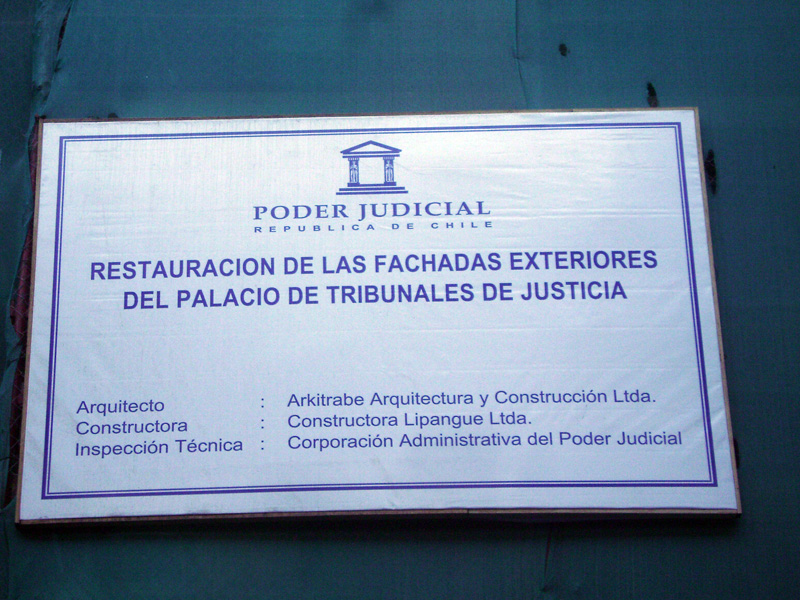 PODER JUDICIAL
REPUBLICA DE CHILE
RESTAURACION DE LAS FACHADAS EXTERIORES
DEL PALACIO DE TRIBUNALES DE JUSTICIA
Arquitecto : Arkitrabe Arquitectura y Construcción Ltda.
Constructora : Constructora Lipangue Ltda.
Inspección Técnica : Corporación Administrativa del Poder Judicial